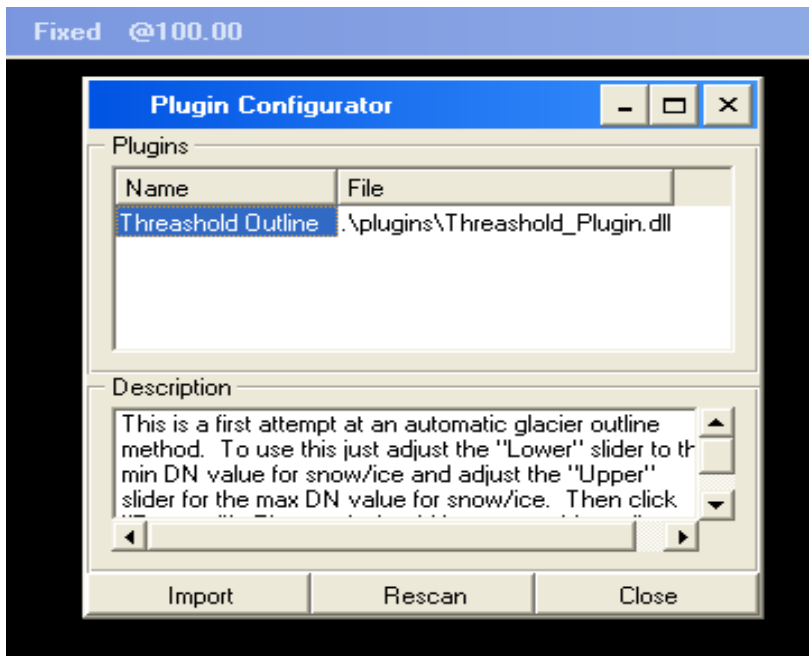 Fixed @100.00
Plugin Configurator
Plugins
Name File
Threashold Outline .\plugins\Threashold_Plugin.dll
Description
This is a first attempt at an automatic glacier outline
method. To use this just adjust the "Lower" slider to th
min DN value for snow/ice and adjust the "Upper"
slider for the max DN value for snow/ice. Then click
Import Rescan Close